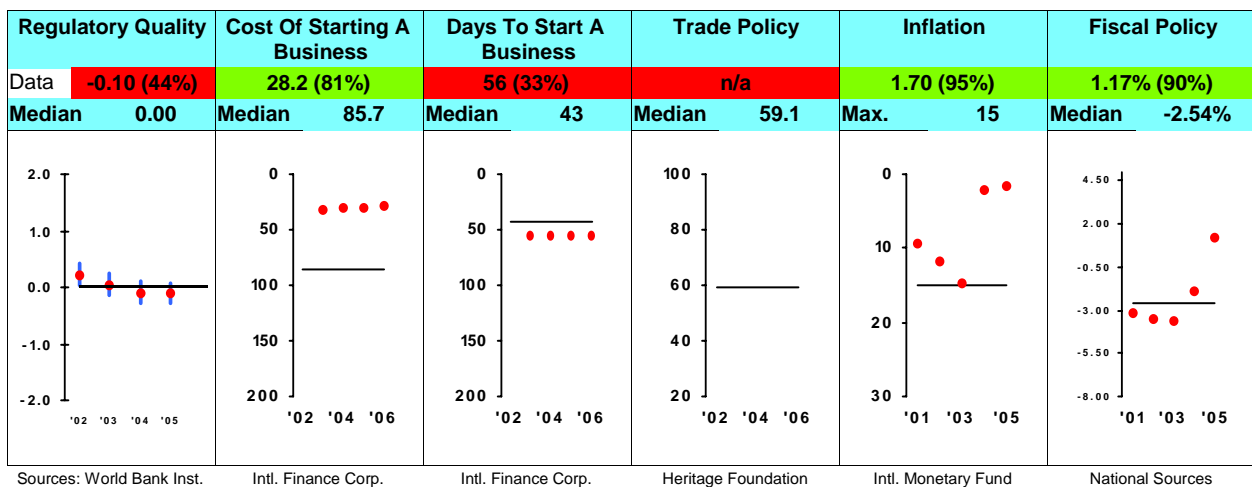 Regulatory Quality
Cost Of Starting A
Business
Days To Start A
Business
Trade Policy
Inflation
Fiscal Policy
Data -0.10 (44%) 28.2 (81%) 56 (33%) n/a 1.70 (95%) 1.17% (90%)
Median 0.00 Median 85.7 Median 43 Median 59.1 Max. 15 Median -2.54%
2.0
1.0
0.0
-1.0
-2.0
'02 '03 '04 '05
0
50
100
150
200
'02 '04 '06
0
50
100
150
200
'02 '04 '06
100
80
60
40
20
'02 '04 '06
0
10
20
30
'01 '03 '05
4.50
2.00
-0.50
-3.00
-5.50
-8.00
'01 '03 '05
Sources: World Bank Inst. Intl. Finance Corp. Intl. Finance Corp. Heritage Foundation Intl. Monetary Fund National Sources